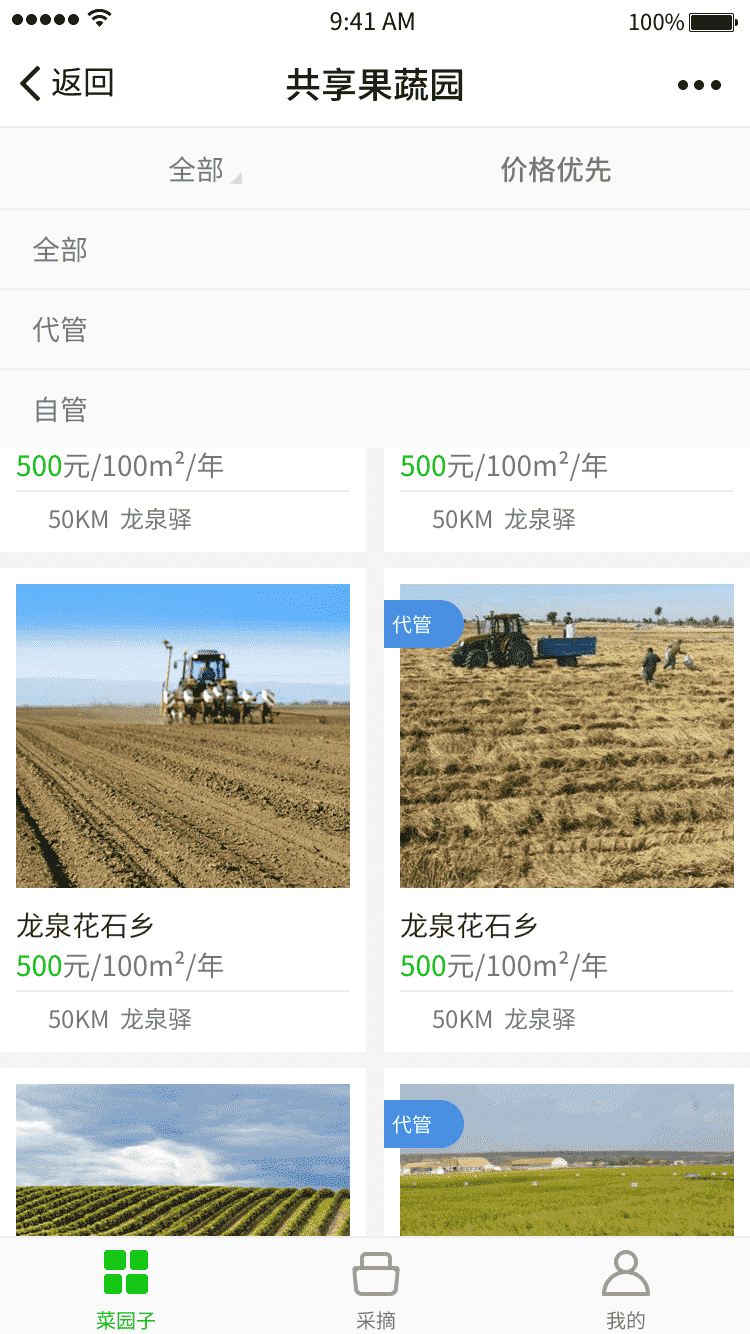 9:41 AM 100%
返回 共享果蔬园
全部 价格优先
全部
代管
自管
500元/100m²/年 500元/100m²/年
50KM 龙泉驿 50KM 龙泉驿
代管
龙泉花石乡 龙泉花石乡
500元/100m²/年 500元/100m²/年
50KM 龙泉驿 50KM 龙泉驿
代管
菜园子 采摘 我的